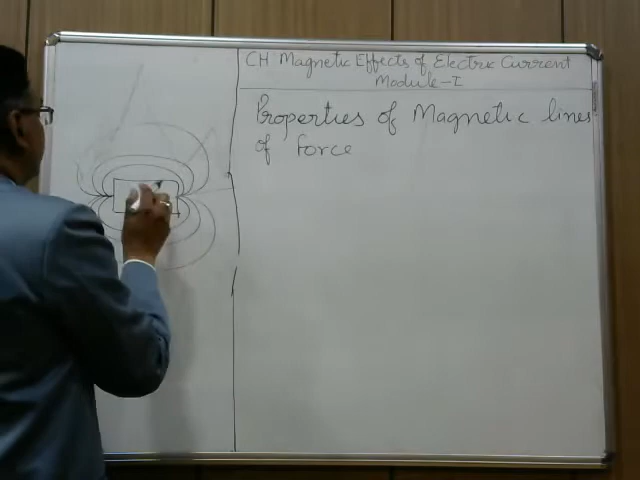 CH Magnetic Effects of Electric Current
Module-I
Properties of Magnetic lines
of Force